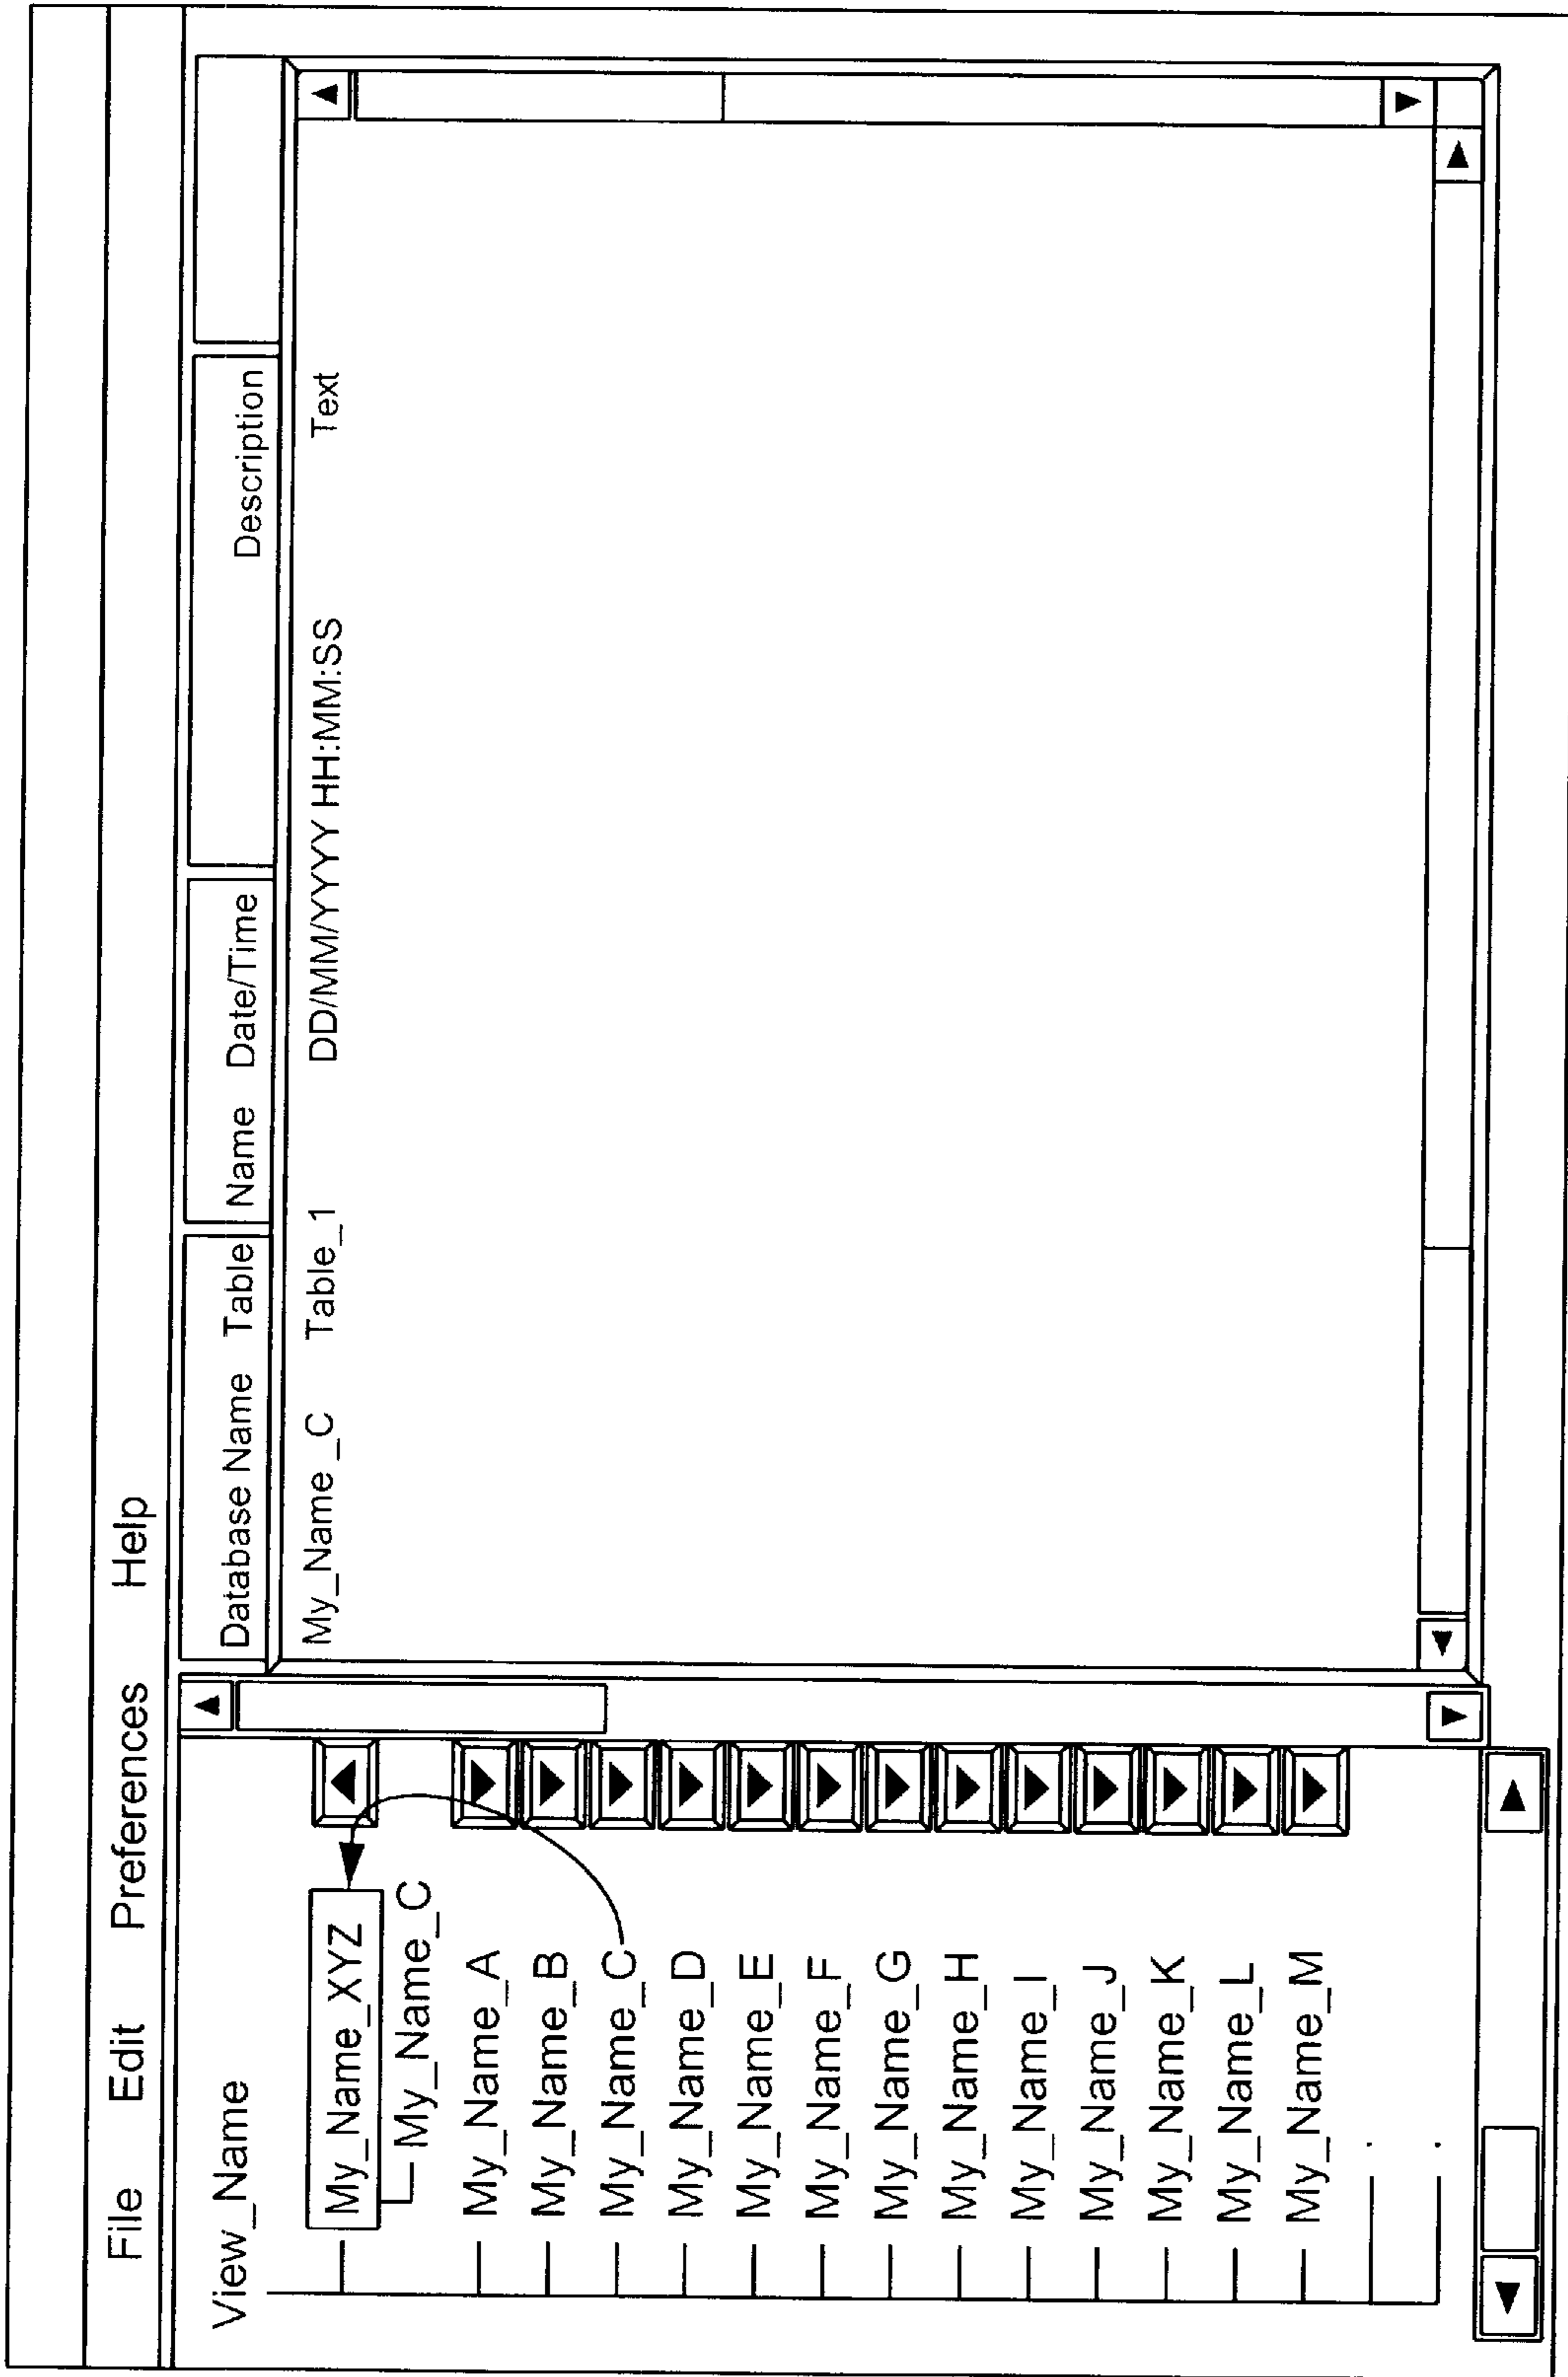 File Edit Preferences Help
View_Name
My_Name_XYZ
My_Name_C
My_Name_A
My_Name_B
My_Name_C
My_Name_D
My_Name_E
My_Name_F
My_Name_G
My_Name_H
My_Name_I
My_Name_J
My_Name_K
My_Name_L
My_Name_M
Database Name Table Name Date/Time Description
My_Name_C Table_1 DD/MM/YYYY HH:MM:SS Text